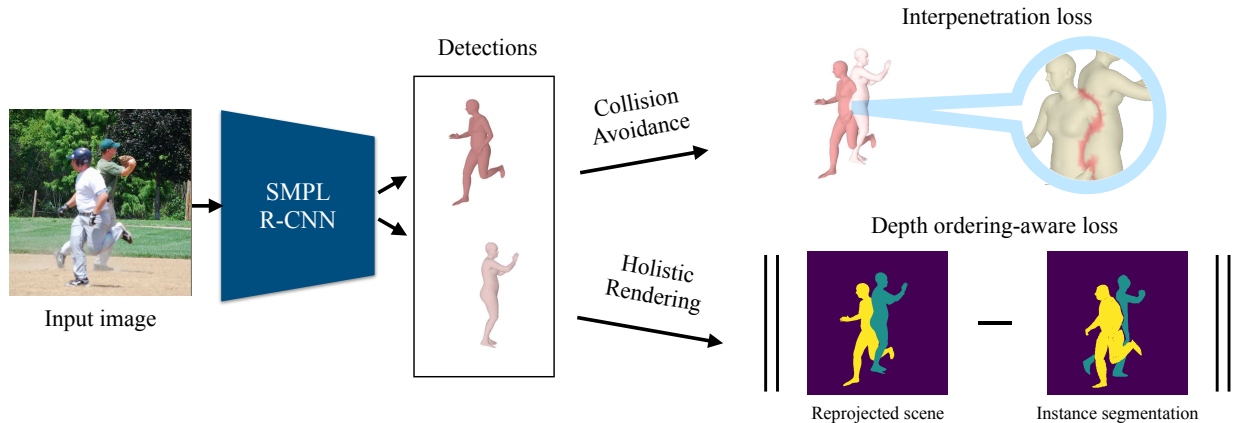 Interpenetration loss
Detections
Collision
Avoidance
SMPL
R-CNN
Input image
Depth ordering-aware loss
Holistic
Rendering
Reprojected scene
Instance segmentation